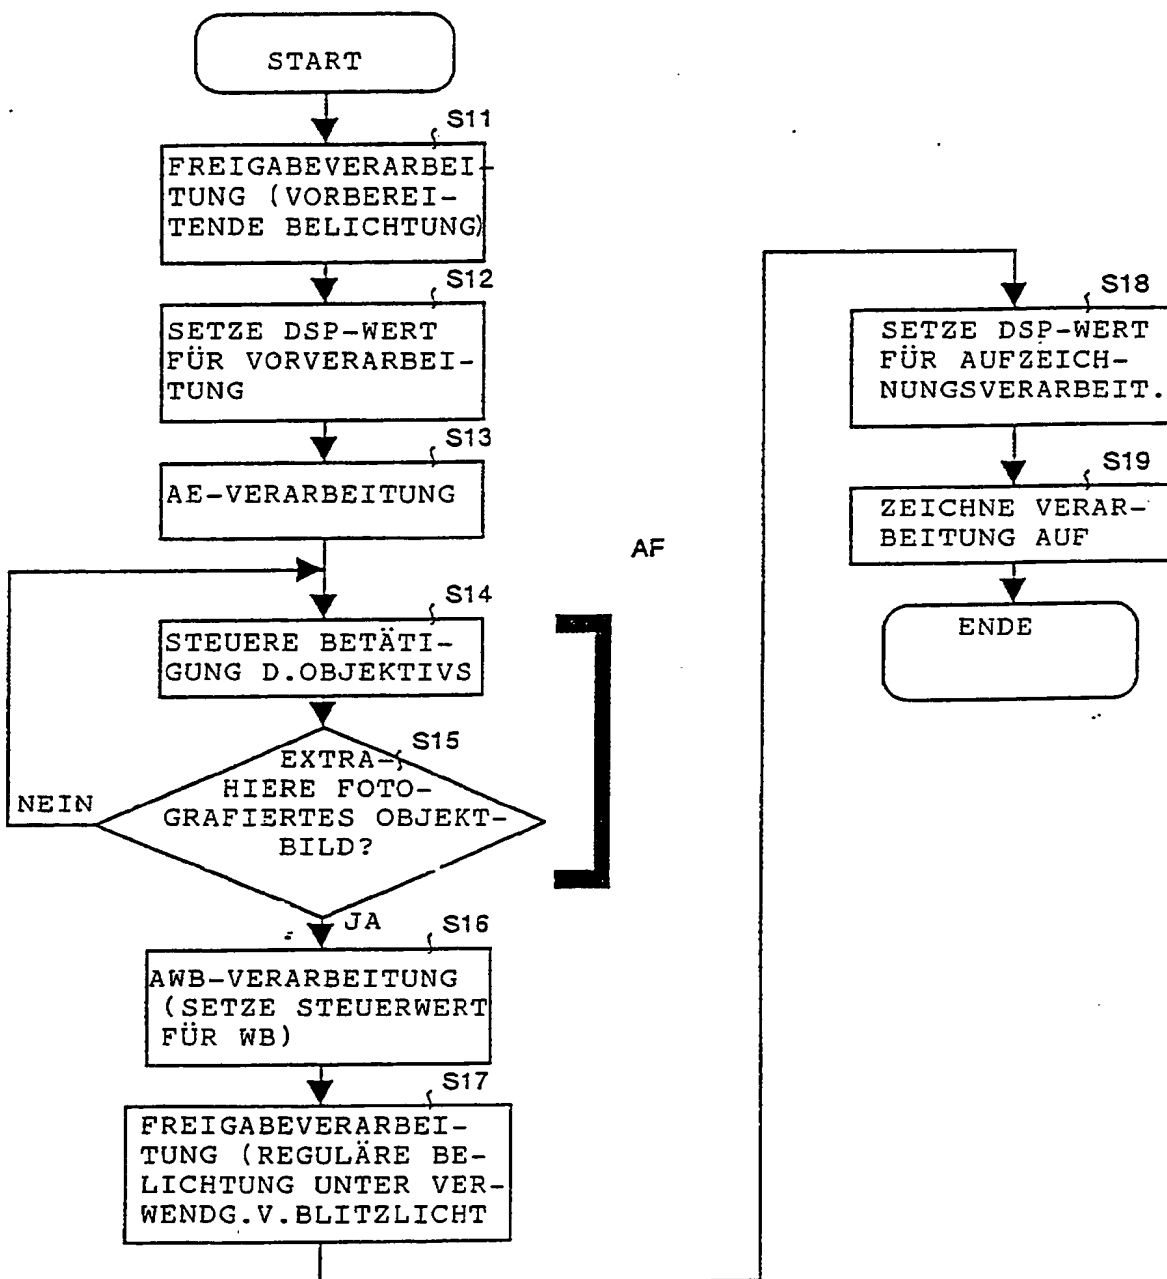 START
S11
FREIGABEVERARBEI-
TUNG (VORBEREI-
TENDE BELICHTUNG)
S12
SETZE DSP-WERT
FÜR VORVERARBEI-
TUNG
S13
AE-VERARBEITUNG
AF
S14
STEUERE BETÄTI-
GUNG D.OBJEKTIVS
S15
EXTRA-
HIERE FOTO-
GRAFIERTES OBJEKT-
BILD?
NEIN
JA
S16
AWB-VERARBEITUNG
(SETZE STEUERWERT
FÜR WB)
S17
FREIGABEVERARBEI-
TUNG (REGULÄRE BE-
LICHTUNG UNTER VER-
WENDG.V.BLITZLICHT
S18
SETZE DSP-WERT
FÜR AUFZEICH-
NUNGSVERARBEIT.
S19
ZEICHNE VERAR-
BEITUNG AUF
ENDE